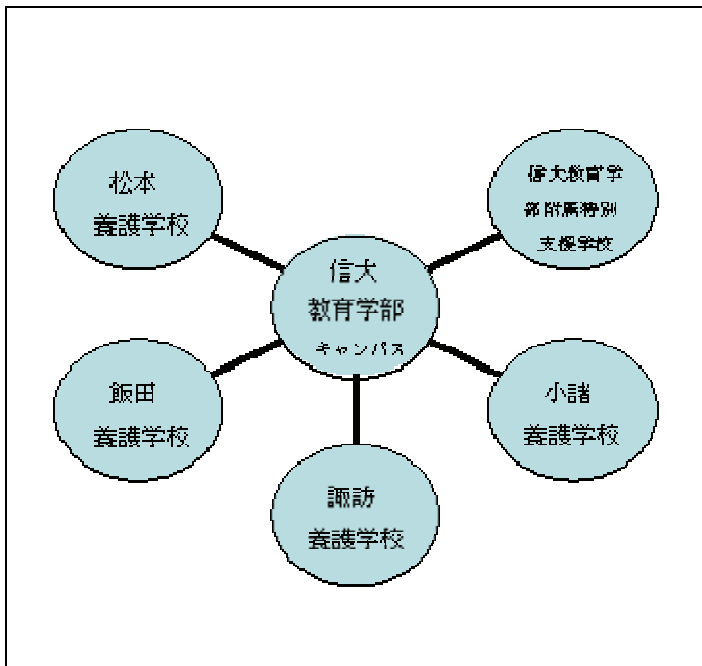 松本
養護学校
信大教育学
部附属特別
支援学校
信大
教育学部
キャンパス
飯田
養護学校
小諸
養護学校
諏訪
養護学校